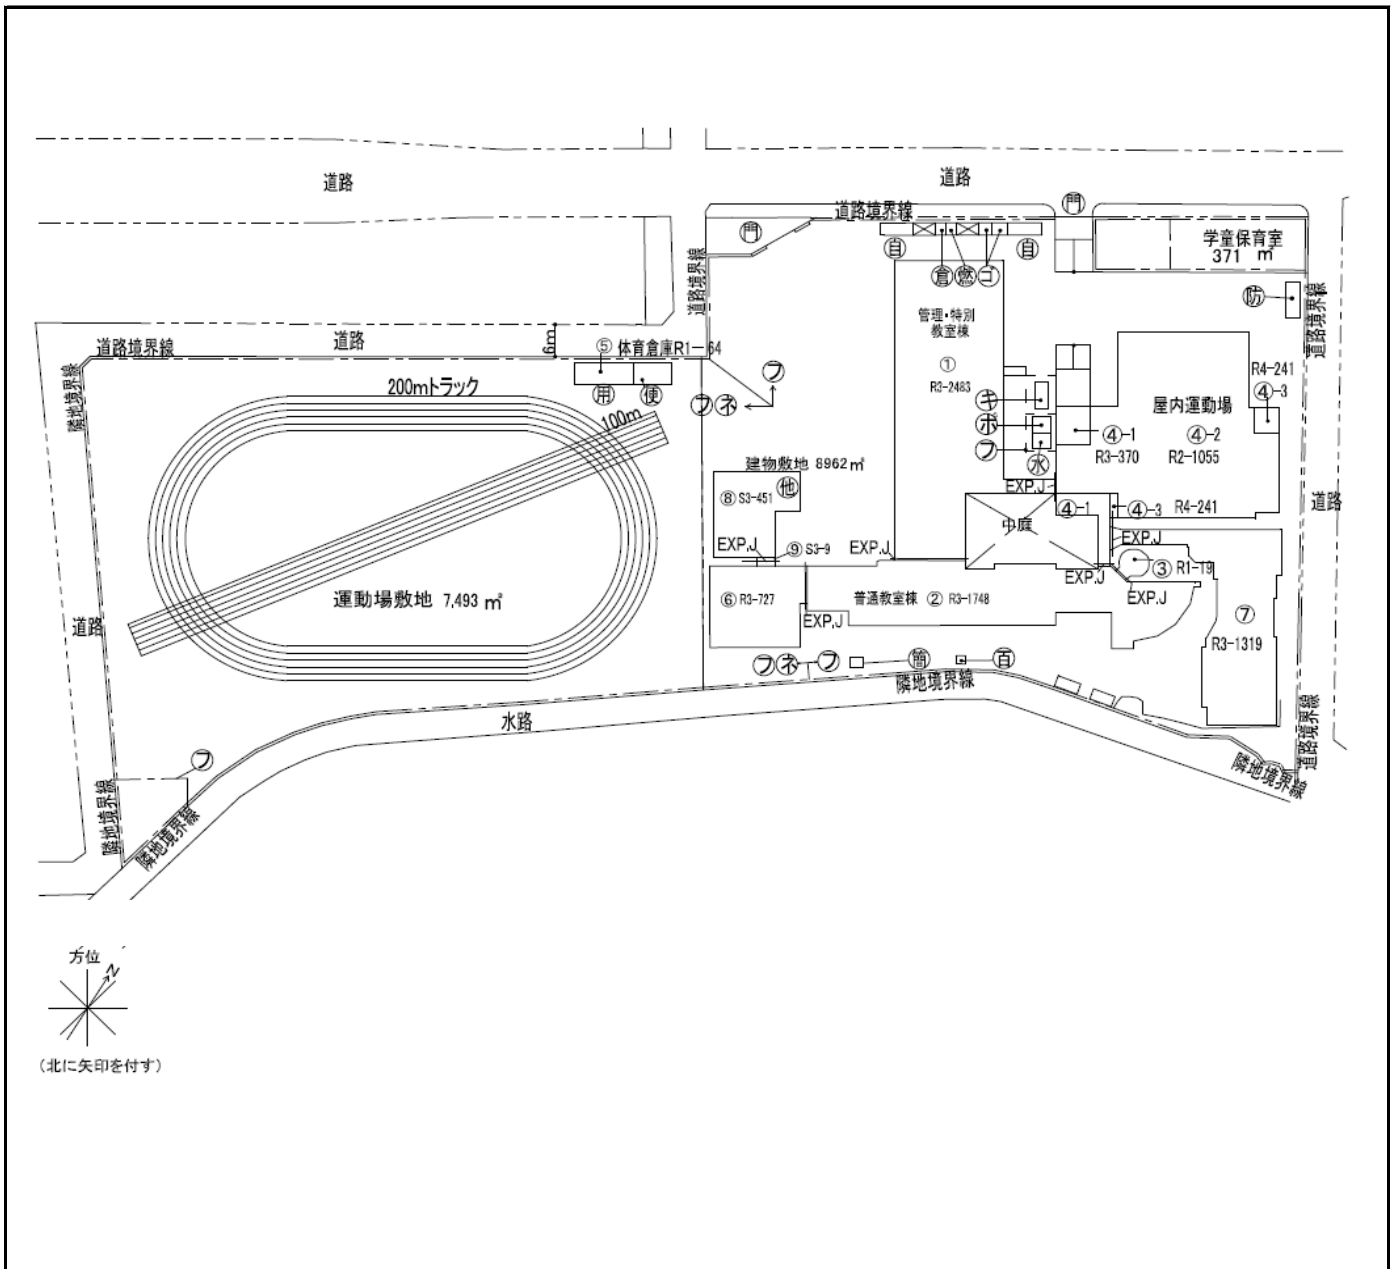 道路
道路
道路境界線
門
門
自
自
倉
燃
ゴ
学童保育室
371 ㎡
防
道路境界線
道路境界線
管理・特別
教室棟
①
R3-2483
道路
6m
道路境界線
隣地境界線
⑤ 体育倉庫R1-64
用
便
200mトラック
100m
フ
フ
ネ
キ
ポ
フ
水
④-1
R3-370
屋内運動場
④-2
R2-1055
R4-241
④-3
建物敷地 8962㎡
⑧ S3-451
他
EXP.J
中庭
④-1
④-3 R4-241
道路
EXP.J
⑨ S3-9
EXP.J
EXP.J
EXP.J
③ R1-19
EXP.J
⑥ R3-727
普通教室棟 ② R3-1748
EXP.J
⑦
R3-1319
運動場敷地 7,493 ㎡
道路
フ
ネ
フ
簡
百
隣地境界線
水路
フ
道路境界線
隣地境界線
隣地境界線
隣地境界線
方位
N
(北に矢印を付す)